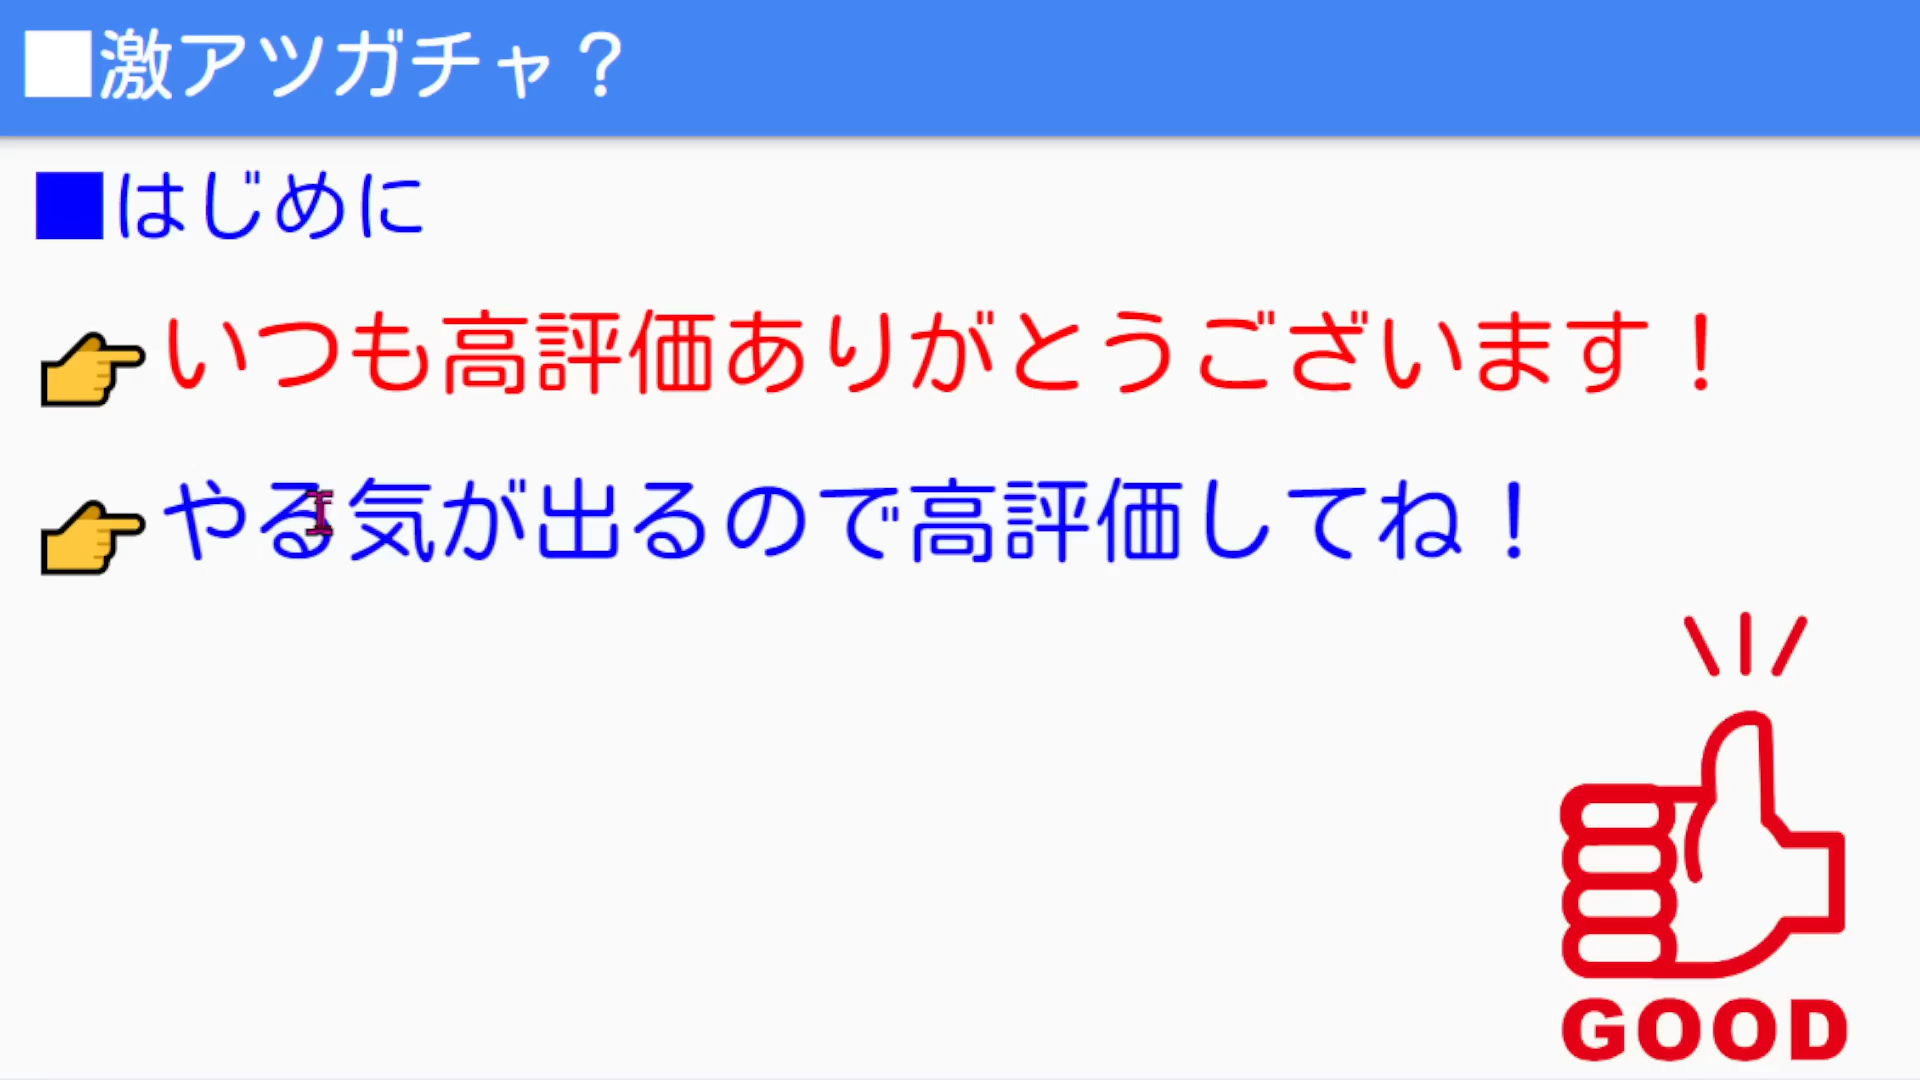 ■激アツガチャ？
■はじめに
👉いつも高評価ありがとうございます！
👉やる気が出るので高評価してね！
GOOD